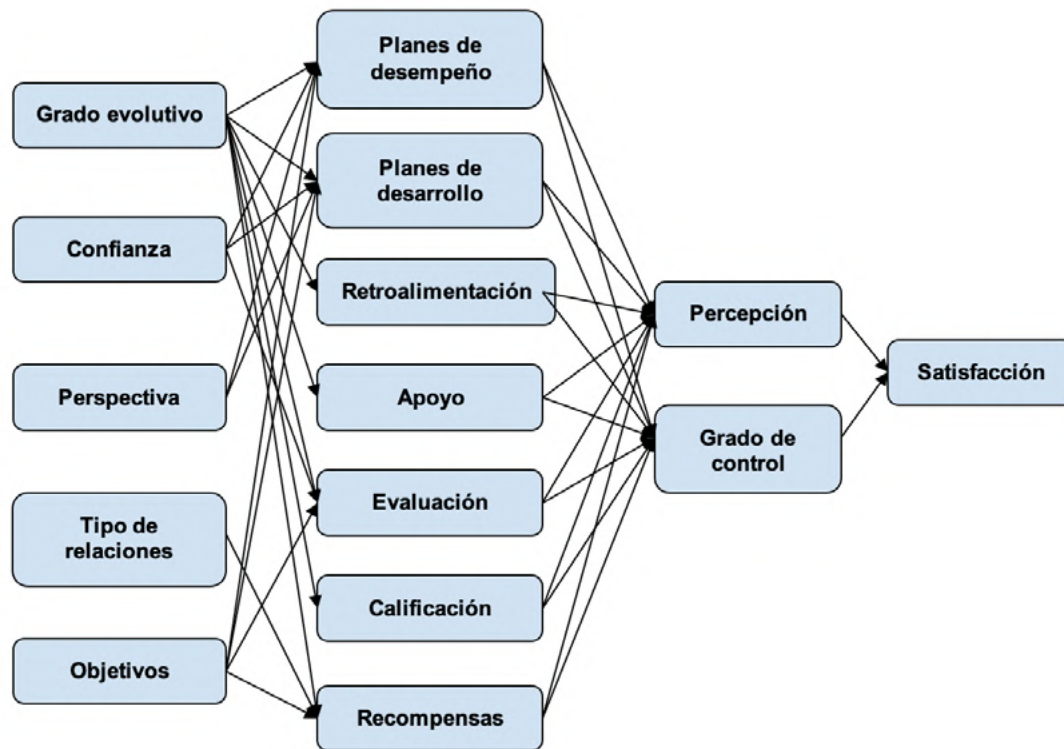 Grado evolutivo
Confianza
Perspectiva
Tipo de
relaciones
Objetivos
Planes de
desempeño
Planes de
desarrollo
Retroalimentación
Apoyo
Evaluación
Calificación
Recompensas
Percepción
Grado de
control
Satisfacción